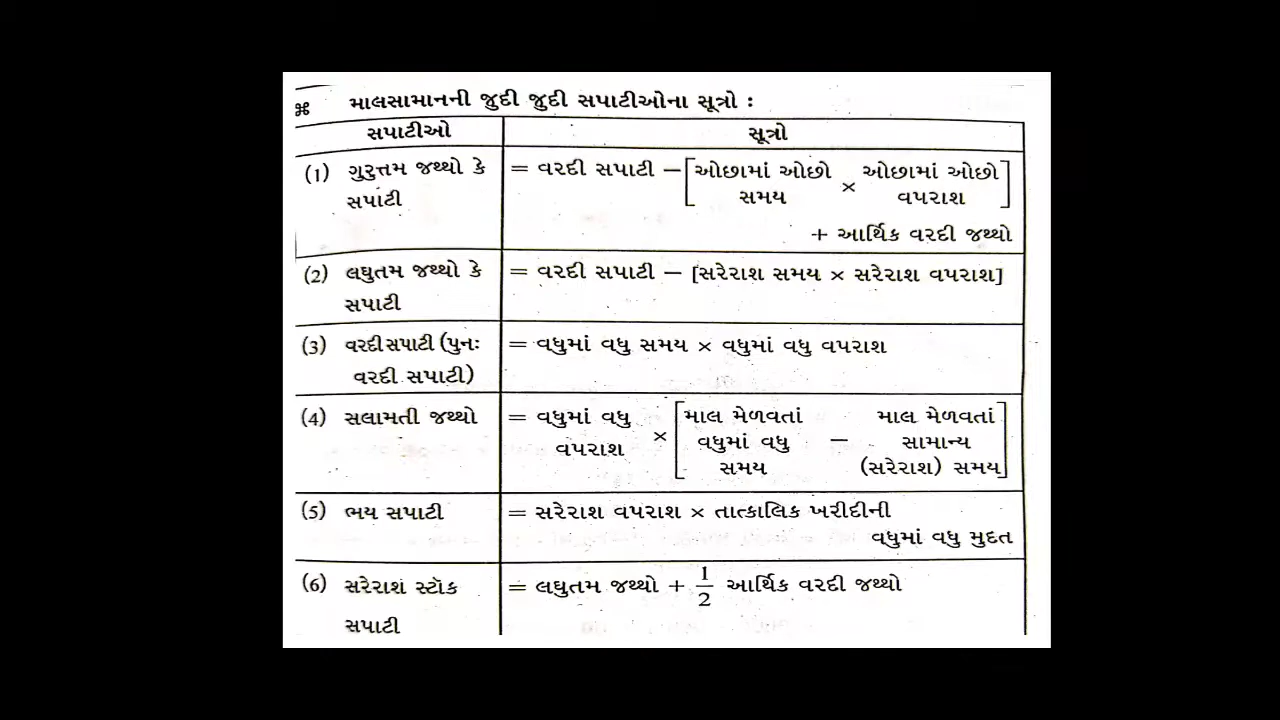 ⌘ માલસામાનની જુદી જુદી સપાટીઓના સૂત્રો :
સપાટીઓ સૂત્રો
(1) ગુરુત્તમ જથ્થો કે સપાટી = વરદી સપાટી − [ઓછામાં ઓછો સમય × ઓછામાં ઓછો વપરાશ]
+ આર્થિક વરદી જથ્થો
(2) લઘુતમ જથ્થો કે સપાટી = વરદી સપાટી − [સરેરાશ સમય × સરેરાશ વપરાશ]
(3) વરદી સપાટી (પુનઃ વરદી સપાટી) = વધુમાં વધુ સમય × વધુમાં વધુ વપરાશ
(4) સલામતી જથ્થો = વધુમાં વધુ વપરાશ × [માલ મેળવતાં વધુમાં વધુ સમય − માલ મેળવતાં સામાન્ય (સરેરાશ) સમય]
(5) ભય સપાટી = સરેરાશ વપરાશ × તાત્કાલિક ખરીદીની
વધુમાં વધુ મુદત
(6) સરેરાશ સ્ટૉક સપાટી = લઘુતમ જથ્થો + 1/2 આર્થિક વરદી જથ્થો